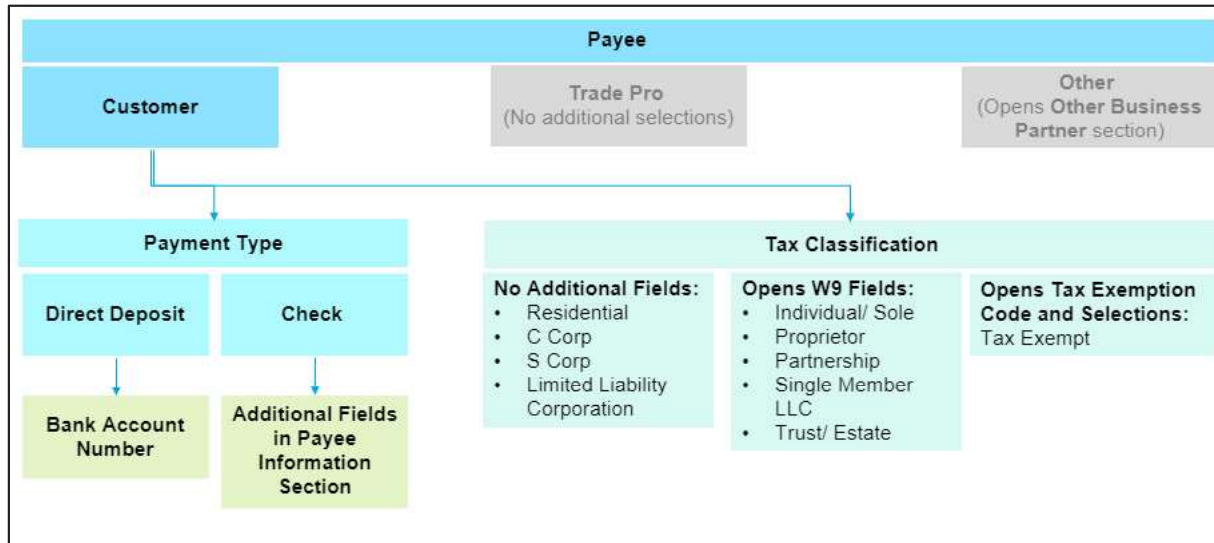 Payee
Customer
Trade Pro
(No additional selections)
Other
(Opens Other Business
Partner section)
Payment Type
Tax Classification
Direct Deposit
Check
No Additional Fields:
• Residential
• C Corp
• S Corp
• Limited Liability
Corporation
Opens W9 Fields:
• Individual/ Sole
• Proprietor
• Partnership
• Single Member
LLC
• Trust/ Estate
Opens Tax Exemption
Code and Selections:
Tax Exempt
Bank Account
Number
Additional Fields
in Payee
Information
Section